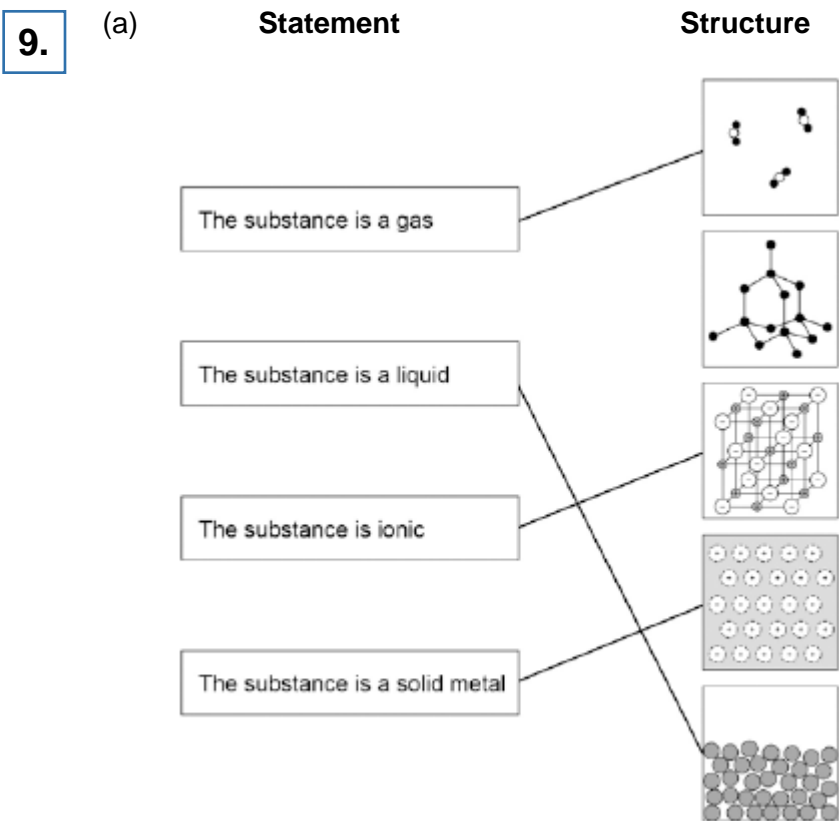 9. (a) Statement Structure
The substance is a gas
The substance is a liquid
The substance is ionic
The substance is a solid metal